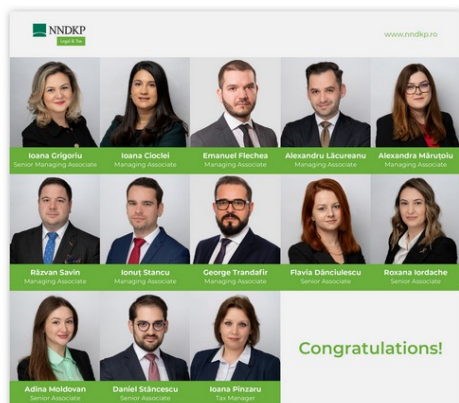 NNDKP
Legal & Tax
www.nndkp.ro
Ioana Grigoriu
Senior Managing Associate
Ioana Cioclei
Managing Associate
Emanuel Flechea
Managing Associate
Alexandru Lăcureanu
Managing Associate
Alexandra Măruțoiu
Managing Associate
Răzvan Savin
Managing Associate
Ionuț Stancu
Managing Associate
George Trandafir
Managing Associate
Flavia Dănciulescu
Senior Associate
Roxana Iordache
Senior Associate
Adina Moldovan
Senior Associate
Daniel Stăncescu
Senior Associate
Ioana Pînzaru
Tax Manager
Congratulations!